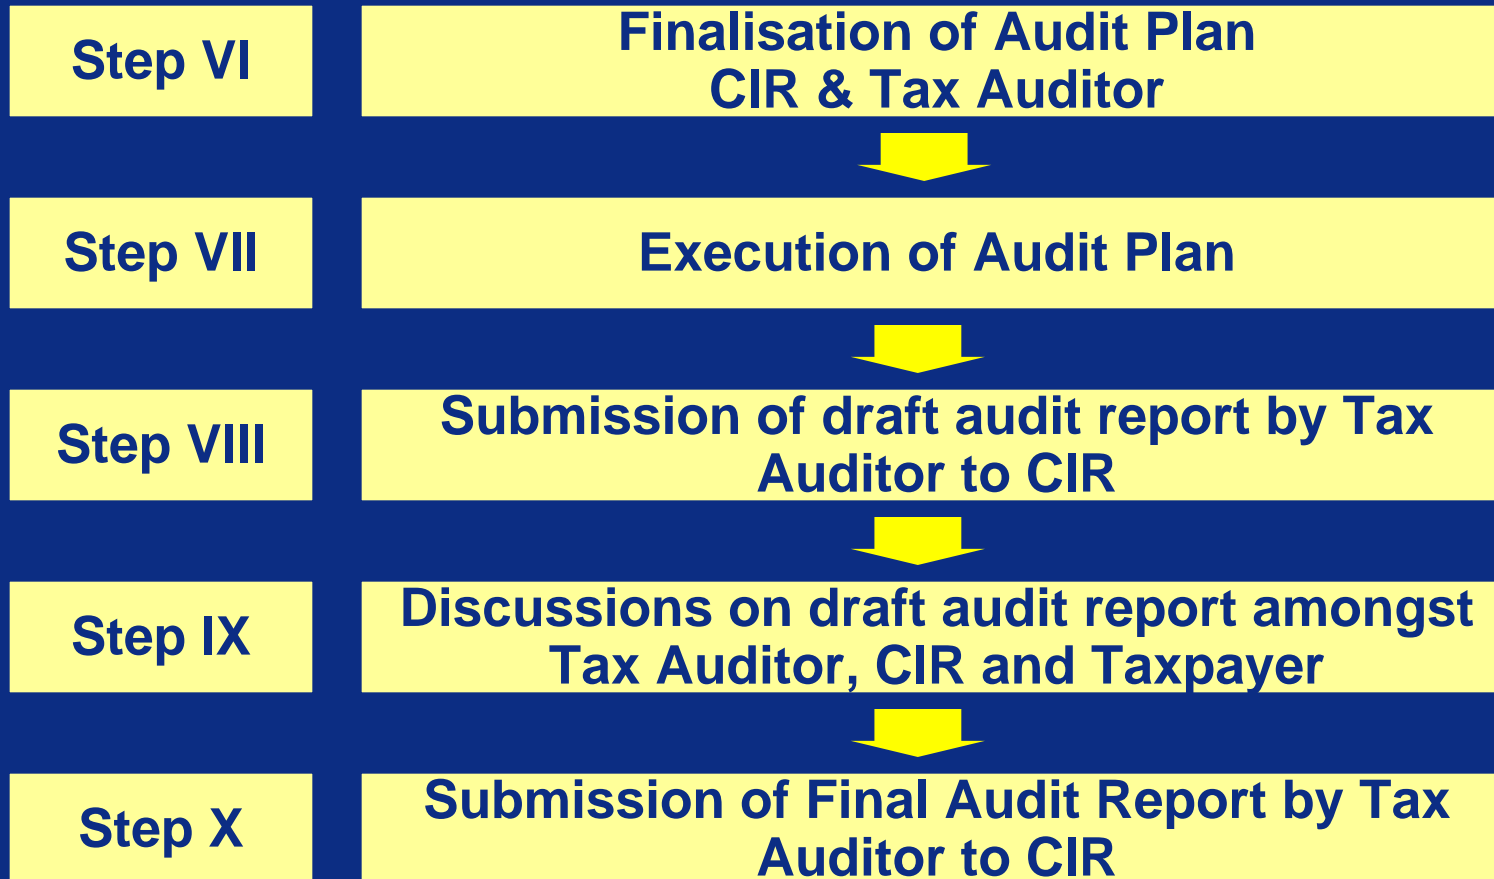 Step VI
Finalisation of Audit Plan
CIR & Tax Auditor
Step VII
Execution of Audit Plan
Step VIII
Submission of draft audit report by Tax
Auditor to CIR
Step IX
Discussions on draft audit report amongst
Tax Auditor, CIR and Taxpayer
Step X
Submission of Final Audit Report by Tax
Auditor to CIR